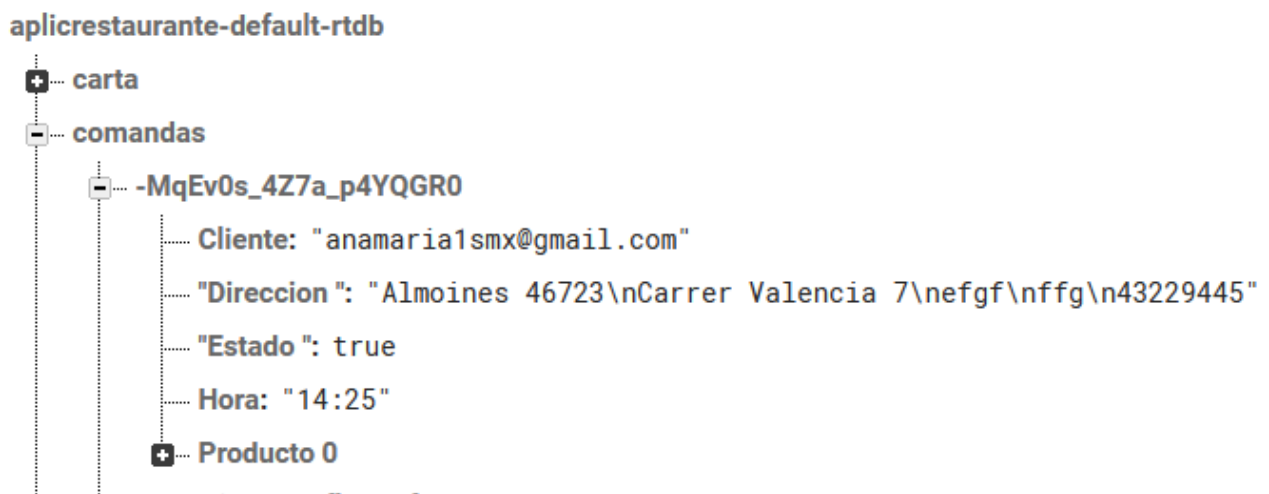 aplicrestaurante-default-rtdb
carta
comandas
-MqEv0s_4Z7a_p4YQGR0
Cliente: "anamaria1smx@gmail.com"
"Direccion ": "Almoines 46723\nCarrer Valencia 7\nefgf\nffg\n43229445"
"Estado ": true
Hora: "14:25"
Producto 0